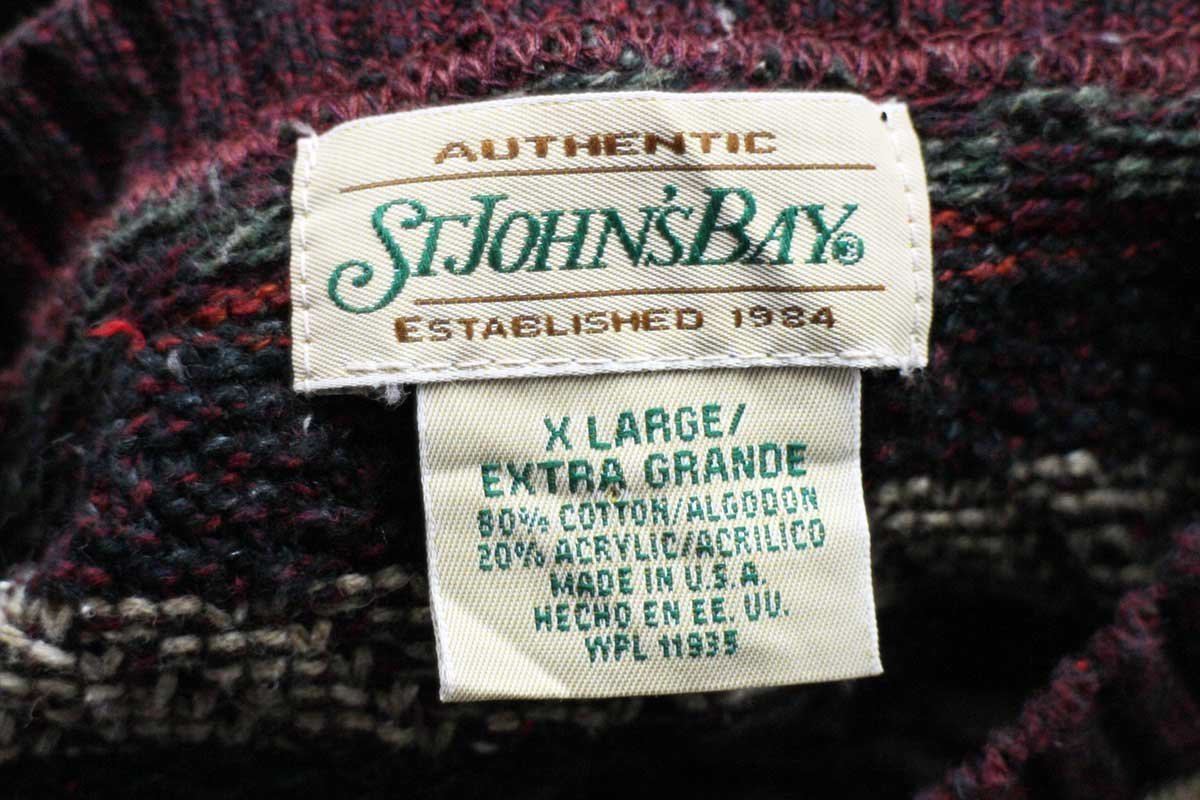 AUTHENTIC
ST JOHN'S BAY®
ESTABLISHED 1984
X LARGE/
EXTRA GRANDE
80% COTTON/ALGODON
20% ACRYLIC/ACRILICO
MADE IN U.S.A.
HECHO EN EE. UU.
WPL 11935